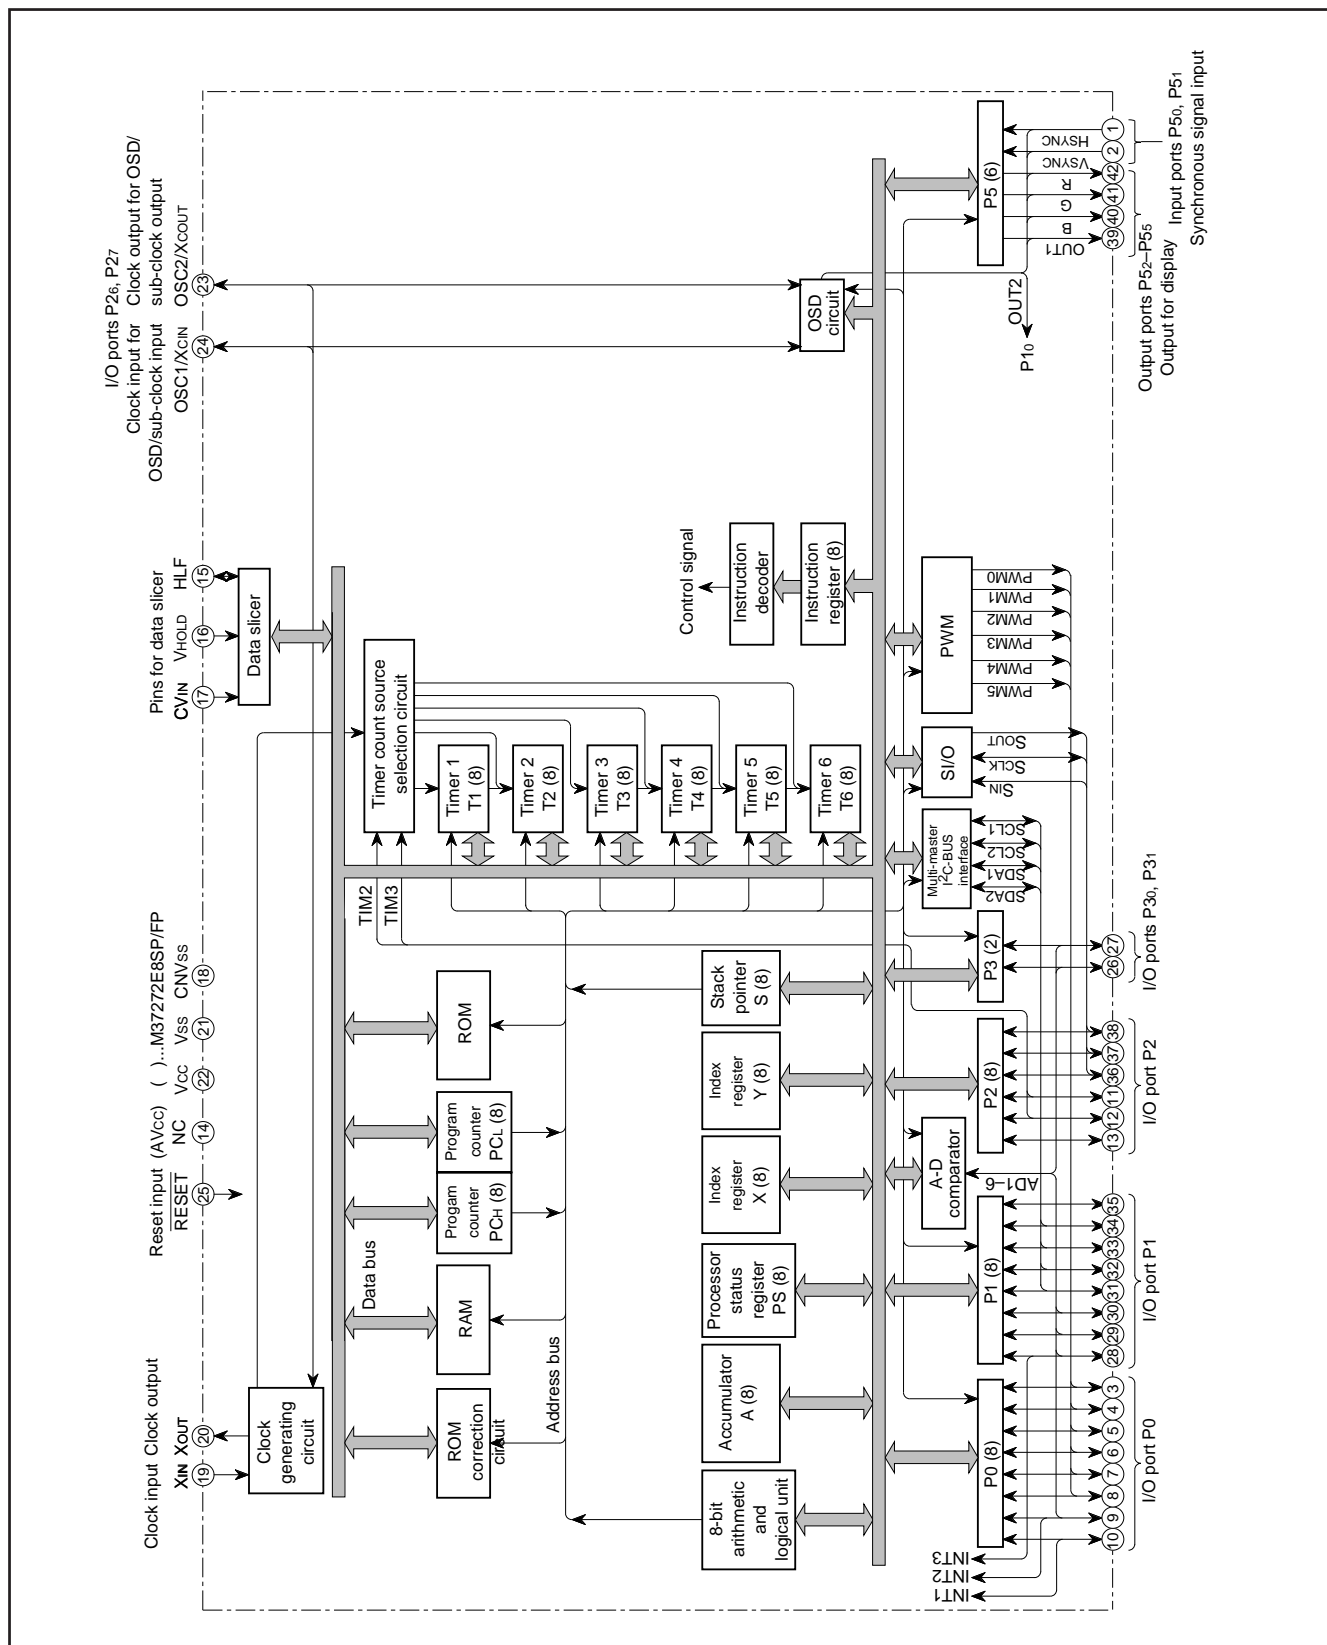 Clock input Clock output
XIN XOUT
19
20
Reset input
RESET
25
(AVCC)
NC
14
( )...M37272E8SP/FP
VCC
22
VSS
21
CNVSS
18
Pins for data slicer
CVIN
17
VHOLD
16
HLF
15
I/O ports P26, P27
Clock input for
OSD/sub-clock input
OSC1/XCIN
24
Clock output for OSD/
sub-clock output
OSC2/XCOUT
23
Clock
generating
circuit
Data slicer
Data bus
TIM2
TIM3
Timer count source
selection circuit
ROM
correction
circuit
RAM
Progam
counter
PCH (8)
Program
counter
PCL (8)
ROM
Timer 1
T1 (8)
Timer 2
T2 (8)
Timer 3
T3 (8)
Timer 4
T4 (8)
Timer 5
T5 (8)
Timer 6
T6 (8)
Address bus
Control signal
8-bit
arithmetic
and
logical unit
Accumulator
A (8)
Processor
status
register
PS (8)
Index
register
X (8)
Index
register
Y (8)
Stack
pointer
S (8)
Instruction
decoder
Instruction
register (8)
OSD
circuit
A-D
comparator
Multi-master
I2C-BUS
interface
SI/O
PWM
P0 (8)
P1 (8)
P2 (8)
P3 (2)
P5 (6)
INT1
INT2
INT3
AD1–6
SDA2
SDA1
SCL2
SCL1
SIN
SCLK
SOUT
PWM5
PWM4
PWM3
PWM2
PWM1
PWM0
P10
OUT2
OUT1
B
G
R
VSYNC
HSYNC
10
9
8
7
6
5
4
3
28
29
30
31
32
33
34
35
13
12
11
36
37
38
26
27
39
40
41
42
2
1
I/O port P0
I/O port P1
I/O port P2
I/O ports P30, P31
Output ports P52–P55
Output for display
Input ports P50, P51
Synchronous signal input